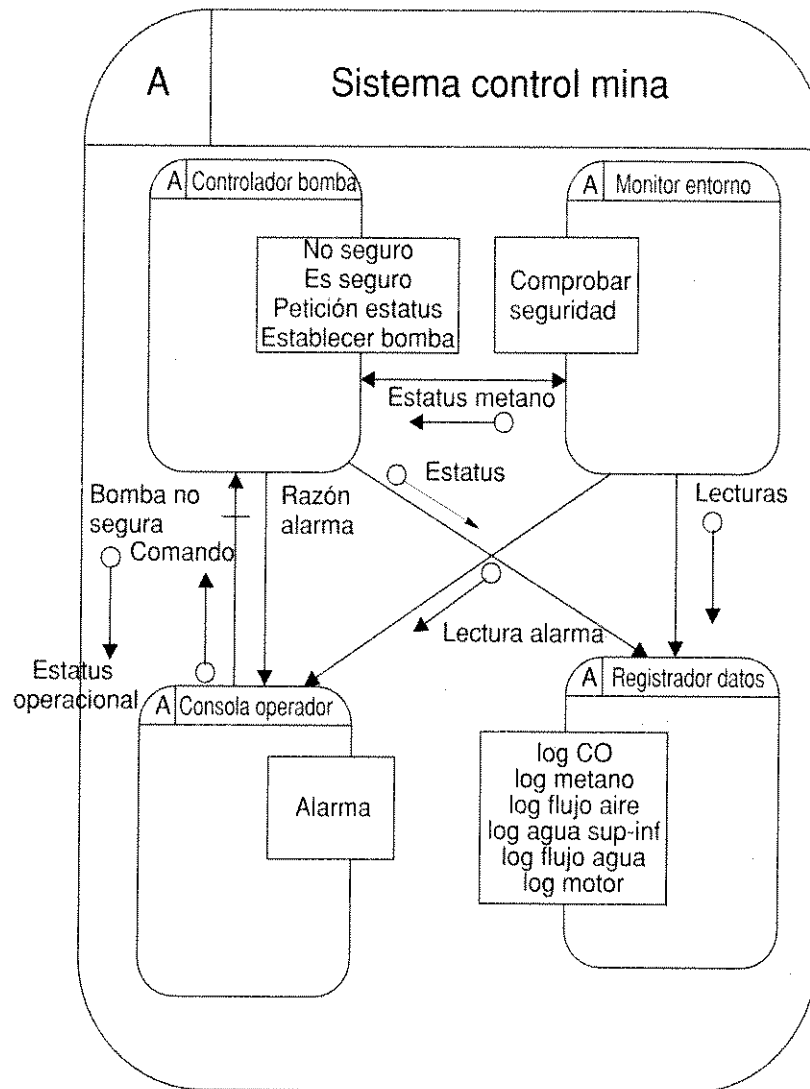 A
Sistema control mina
A
Controlador bomba
A
Monitor entorno
No seguro
Es seguro
Petición estatus
Establecer bomba
Comprobar
seguridad
Estatus metano
Estatus
Bomba no
segura
Razón
alarma
Lecturas
Comando
Lectura alarma
Estatus
operacional
A
Consola operador
A
Registrador datos
Alarma
log CO
log metano
log flujo aire
log agua sup-inf
log flujo agua
log motor